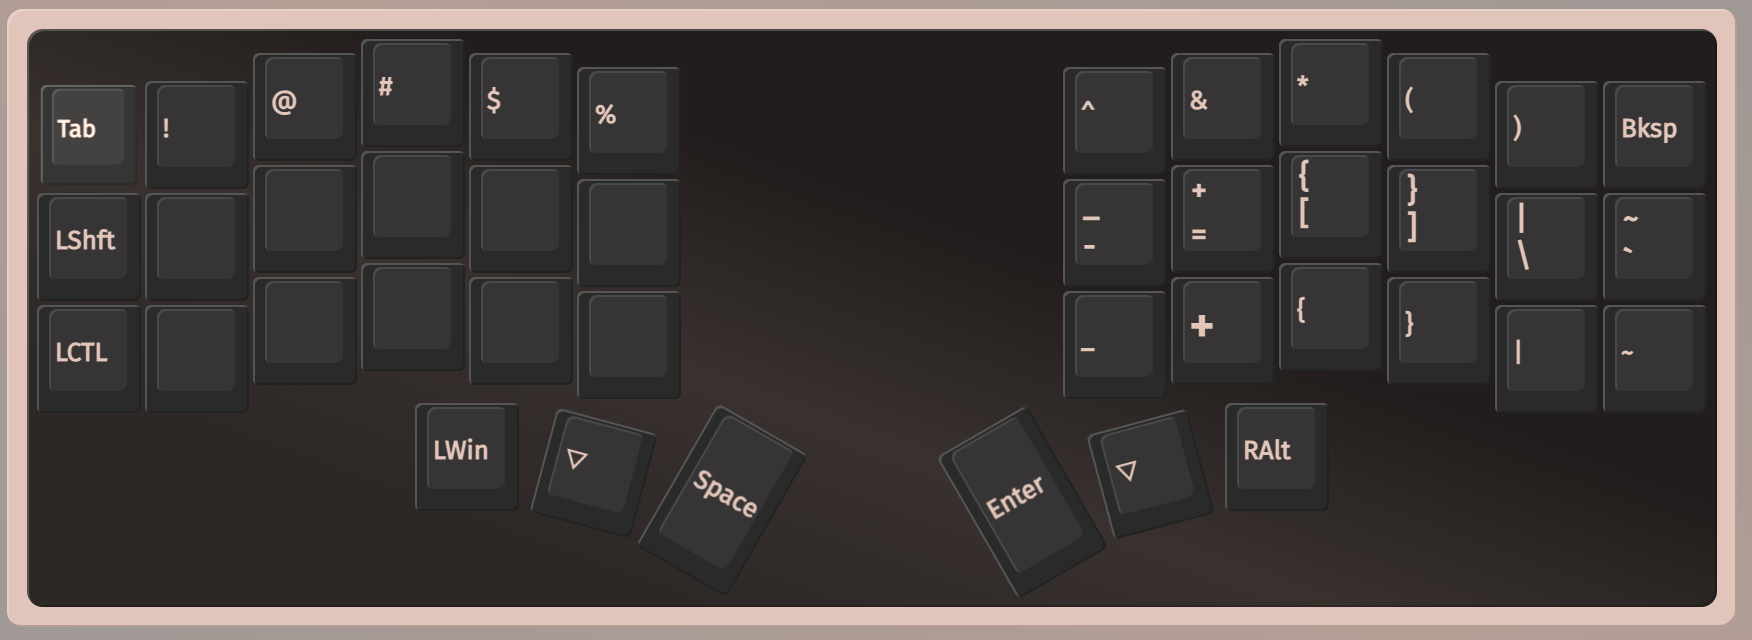 Tab ! @ # $ % ^ & * ( ) Bksp
LShft _ + { } | ~
- = [ ] \ `
LCTL _ + { } | ~
LWin ▽ Space Enter ▽ RAlt